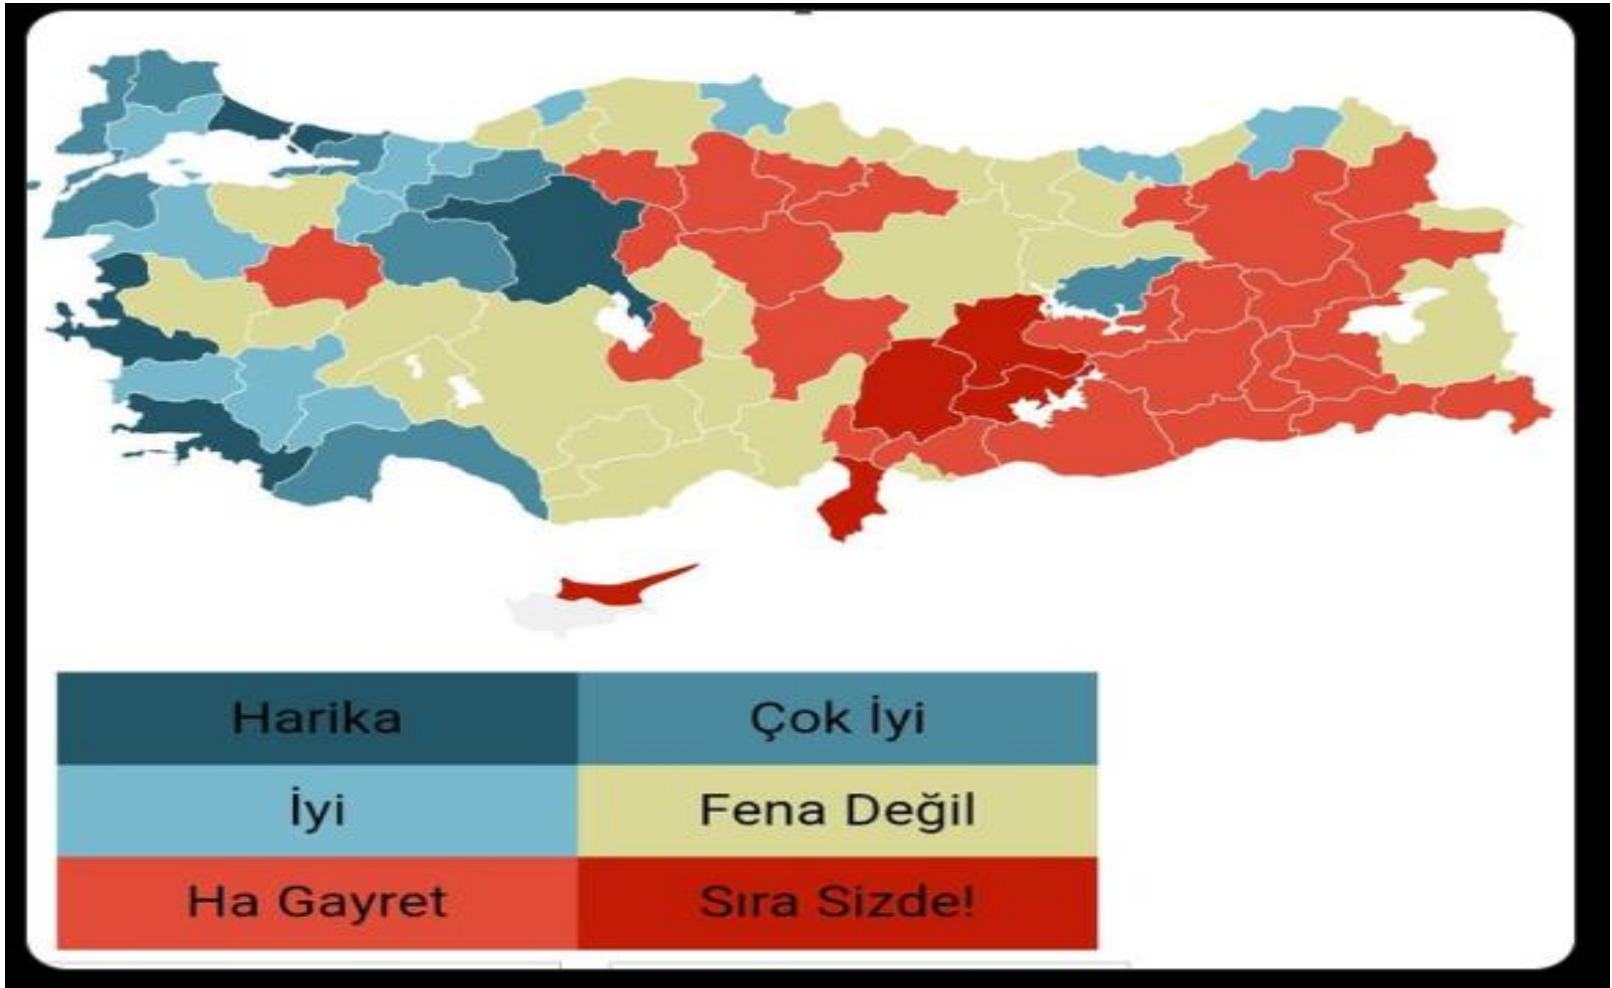 Harika
Çok İyi
İyi
Fena Değil
Ha Gayret
Sıra Sizde!